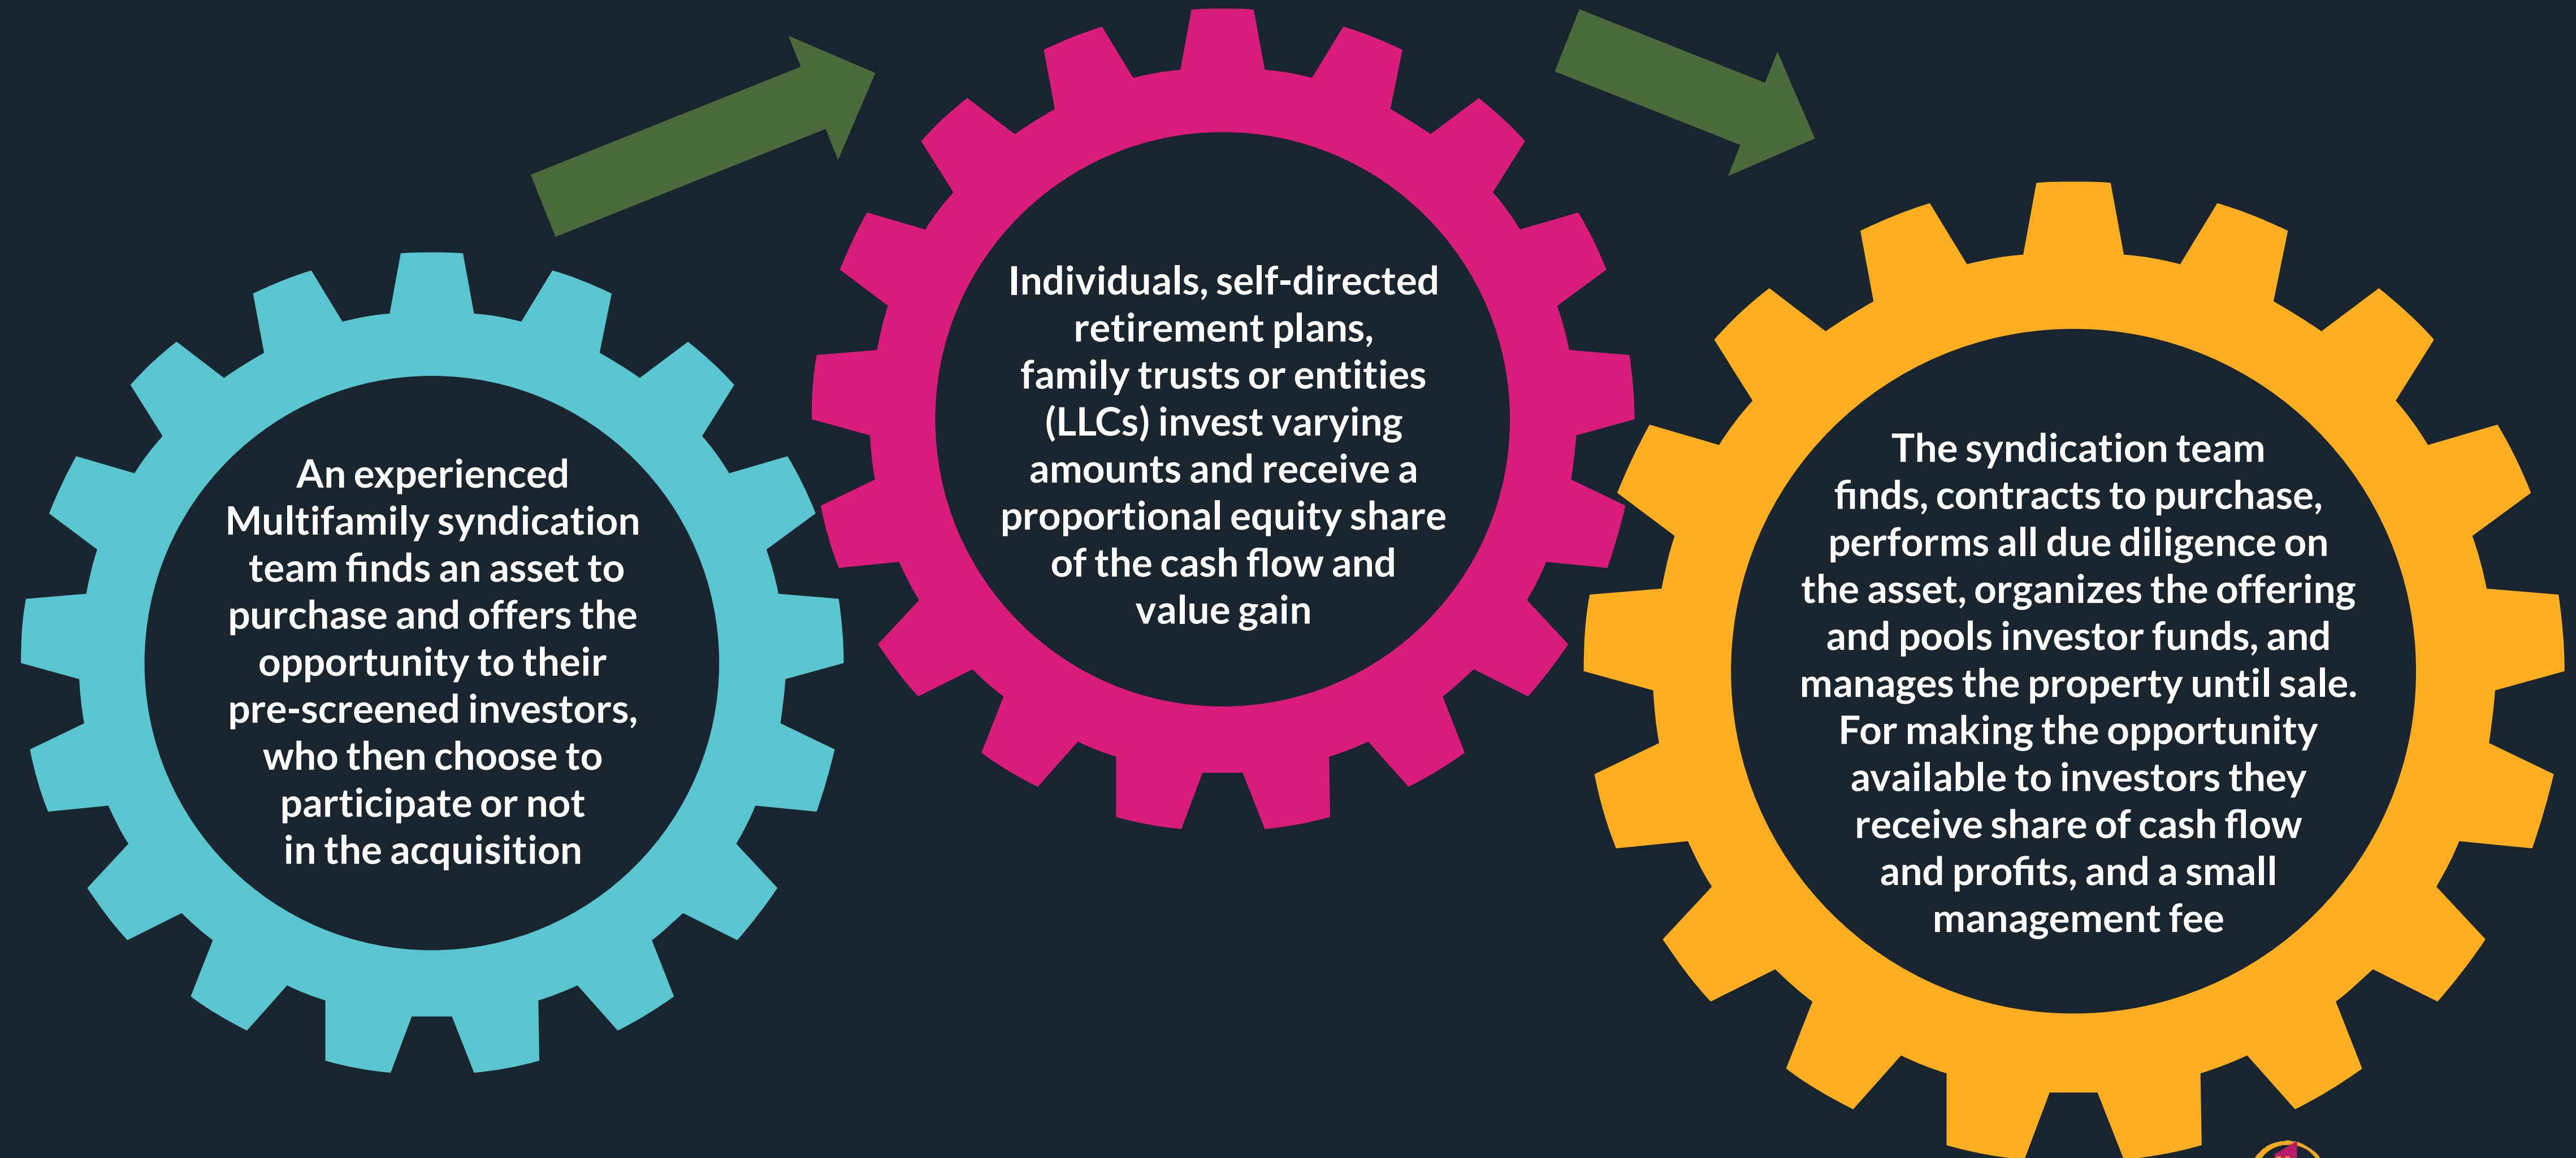 An experienced
Multifamily syndication
team finds an asset to
purchase and offers the
opportunity to their
pre-screened investors,
who then choose to
participate or not
in the acquisition
Individuals, self-directed
retirement plans,
family trusts or entities
(LLCs) invest varying
amounts and receive a
proportional equity share
of the cash flow and
value gain
The syndication team
finds, contracts to purchase,
performs all due diligence on
the asset, organizes the offering
and pools investor funds, and
manages the property until sale.
For making the opportunity
available to investors they
receive share of cash flow
and profits, and a small
management fee